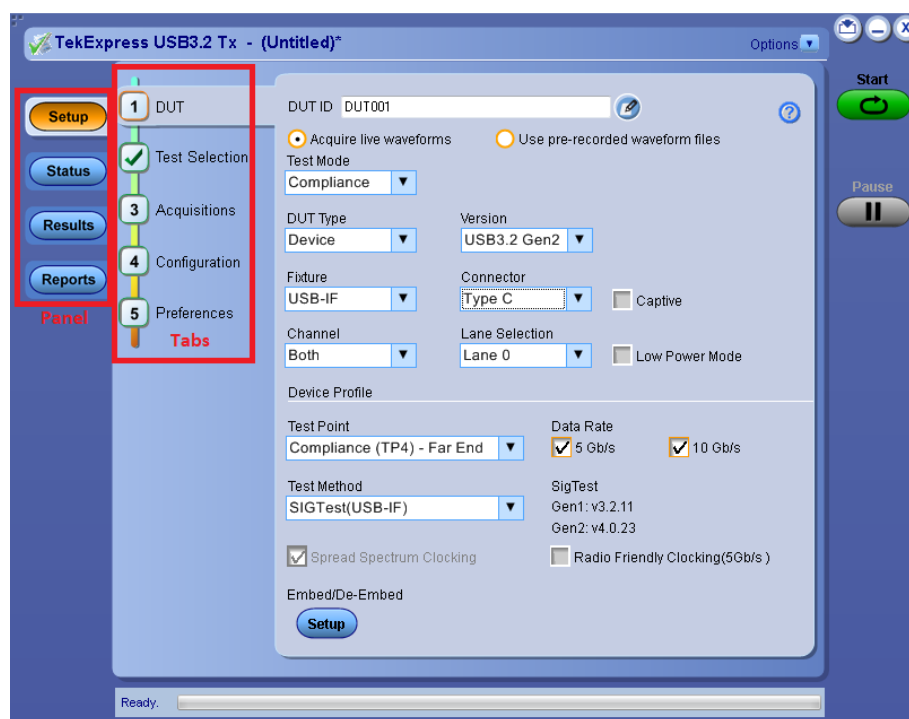 TekExpress USB3.2 Tx - (Untitled)*
Options
Start
Pause
Setup
Status
Results
Reports
Panel
1 DUT
Test Selection
3 Acquisitions
4 Configuration
5 Preferences
Tabs
DUT ID DUT001
Acquire live waveforms Use pre-recorded waveform files
Test Mode
Compliance
DUT Type Version
Device USB3.2 Gen2
Fixture Connector
USB-IF Type C Captive
Channel Lane Selection
Both Lane 0 Low Power Mode
Device Profile
Test Point Data Rate
Compliance (TP4) - Far End 5 Gb/s 10 Gb/s
Test Method SigTest
SIGTest(USB-IF) Gen1: v3.2.11
Gen2: v4.0.23
Spread Spectrum Clocking Radio Friendly Clocking(5Gb/s )
Embed/De-Embed
Setup
Ready.